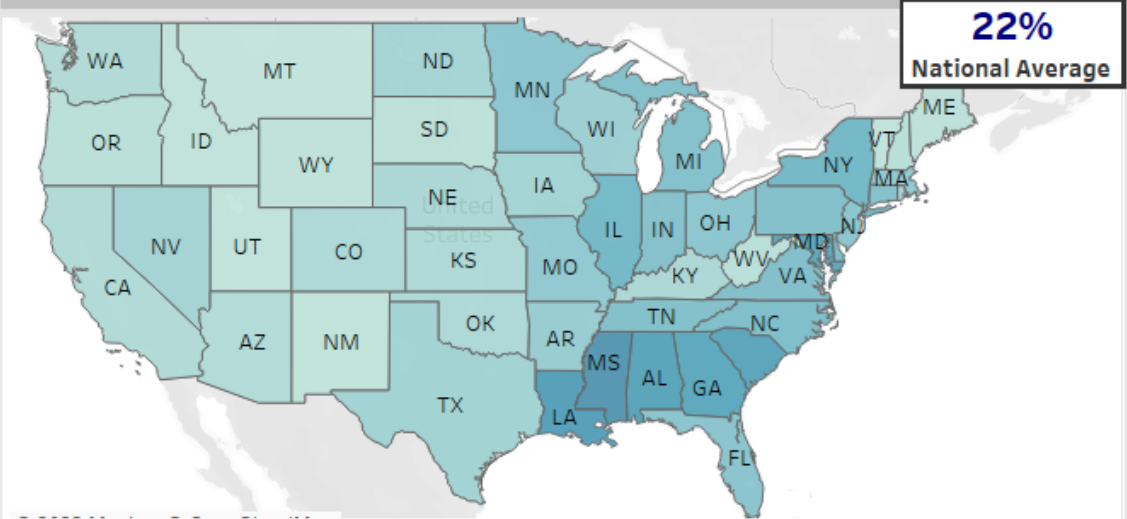 22%
National Average
WA
MT
ND
MN
ME
OR
ID
SD
WI
VT
WY
MI
NY
MA
NE
IA
United
States
NV
UT
CO
KS
IL
IN
OH
NJ
MD
MO
WV
VA
KY
CA
AZ
NM
OK
AR
TN
NC
TX
MS
AL
GA
LA
FL